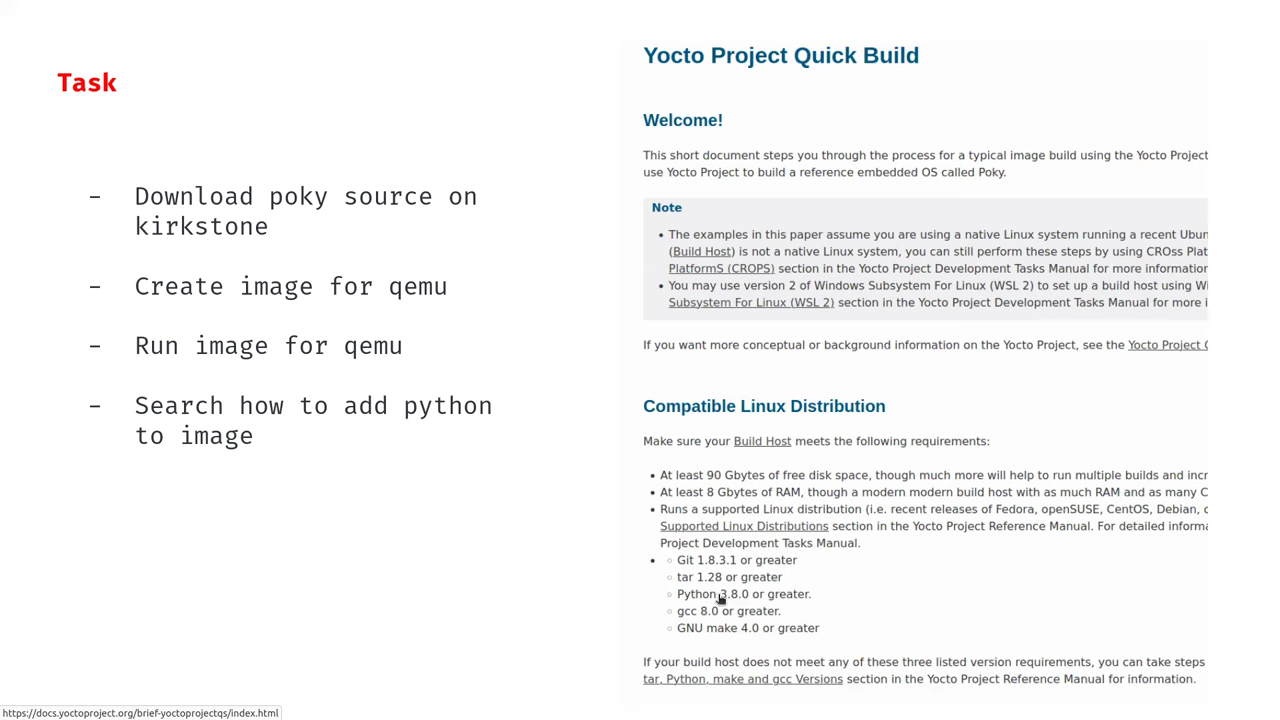 Task
- Download poky source on
kirkstone
- Create image for qemu
- Run image for qemu
- Search how to add python
to image
Yocto Project Quick Build
Welcome!
This short document steps you through the process for a typical image build using the Yocto Project
use Yocto Project to build a reference embedded OS called Poky.
Note
• The examples in this paper assume you are using a native Linux system running a recent Ubun
(Build Host) is not a native Linux system, you can still perform these steps by using CROss Plat
PlatformS (CROPS) section in the Yocto Project Development Tasks Manual for more information
• You may use version 2 of Windows Subsystem For Linux (WSL 2) to set up a build host using Wi
Subsystem For Linux (WSL 2) section in the Yocto Project Development Tasks Manual for more i
If you want more conceptual or background information on the Yocto Project, see the Yocto Project
Compatible Linux Distribution
Make sure your Build Host meets the following requirements:
• At least 90 Gbytes of free disk space, though much more will help to run multiple builds and incr
• At least 8 Gbytes of RAM, though a modern modern build host with as much RAM and as many C
• Runs a supported Linux distribution (i.e. recent releases of Fedora, openSUSE, CentOS, Debian,
Supported Linux Distributions section in the Yocto Project Reference Manual. For detailed informa
Project Development Tasks Manual.
• ◦ Git 1.8.3.1 or greater
◦ tar 1.28 or greater
◦ Python 3.8.0 or greater.
◦ gcc 8.0 or greater.
◦ GNU make 4.0 or greater
If your build host does not meet any of these three listed version requirements, you can take steps
tar, Python, make and gcc Versions section in the Yocto Project Reference Manual for information.
https://docs.yoctoproject.org/brief-yoctoprojectqs/index.html